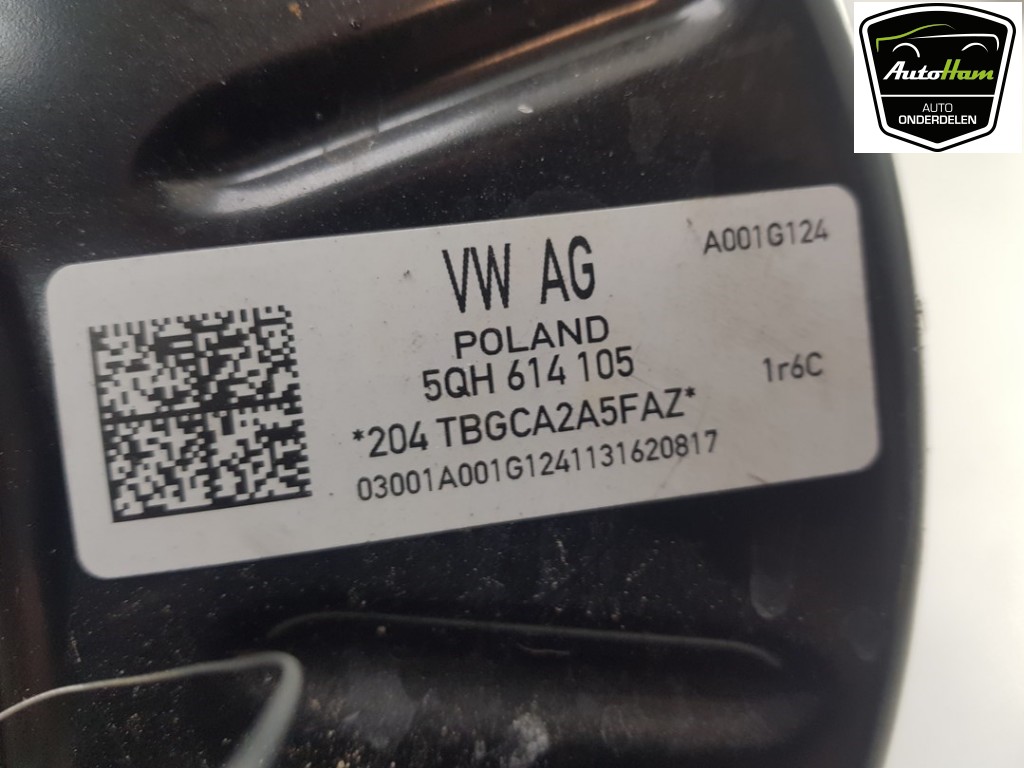 AutoHam
AUTO
ONDERDELEN
A001G124
VW AG
POLAND
5QH 614 105
1r6C
*204 TBGCA2A5FAZ*
03001A001G1241131620817